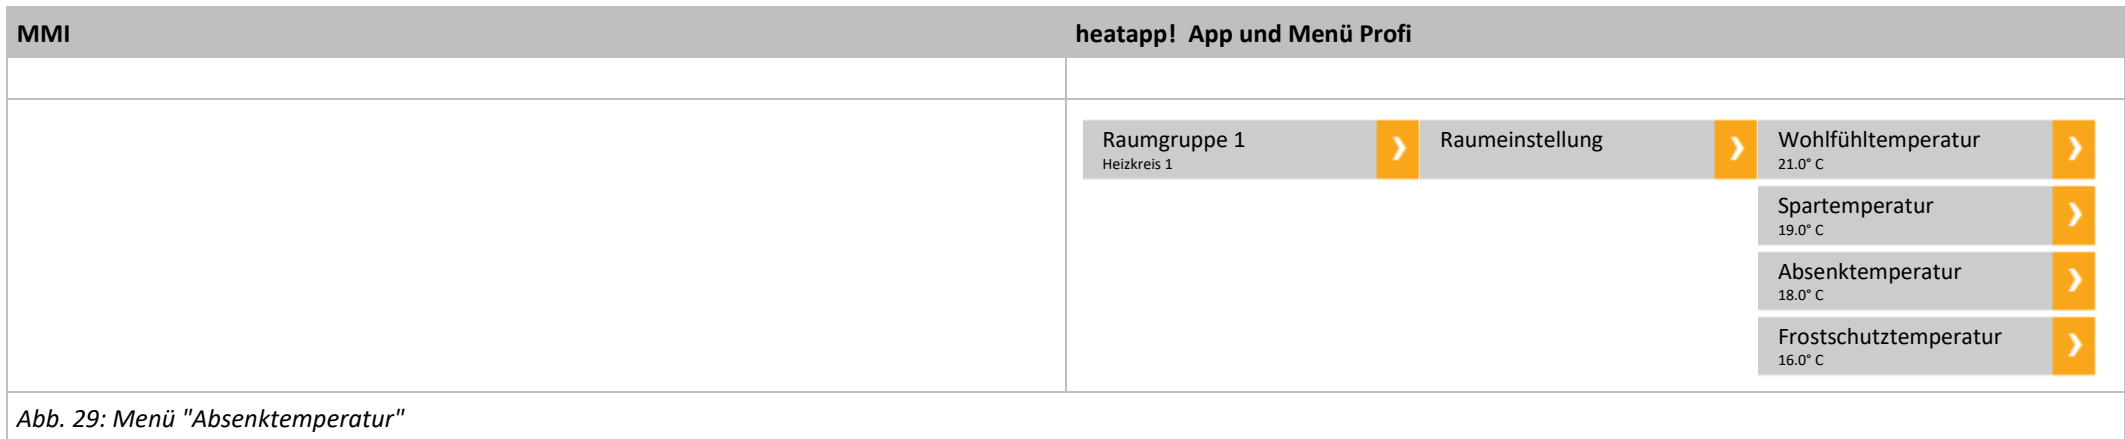 MMI
heatapp! App und Menü Profi
Raumgruppe 1
Heizkreis 1
Raumeinstellung
Wohlfühltemperatur
21.0° C
Spartemperatur
19.0° C
Absenktemperatur
18.0° C
Frostschutztemperatur
16.0° C
Abb. 29: Menü "Absenktemperatur"